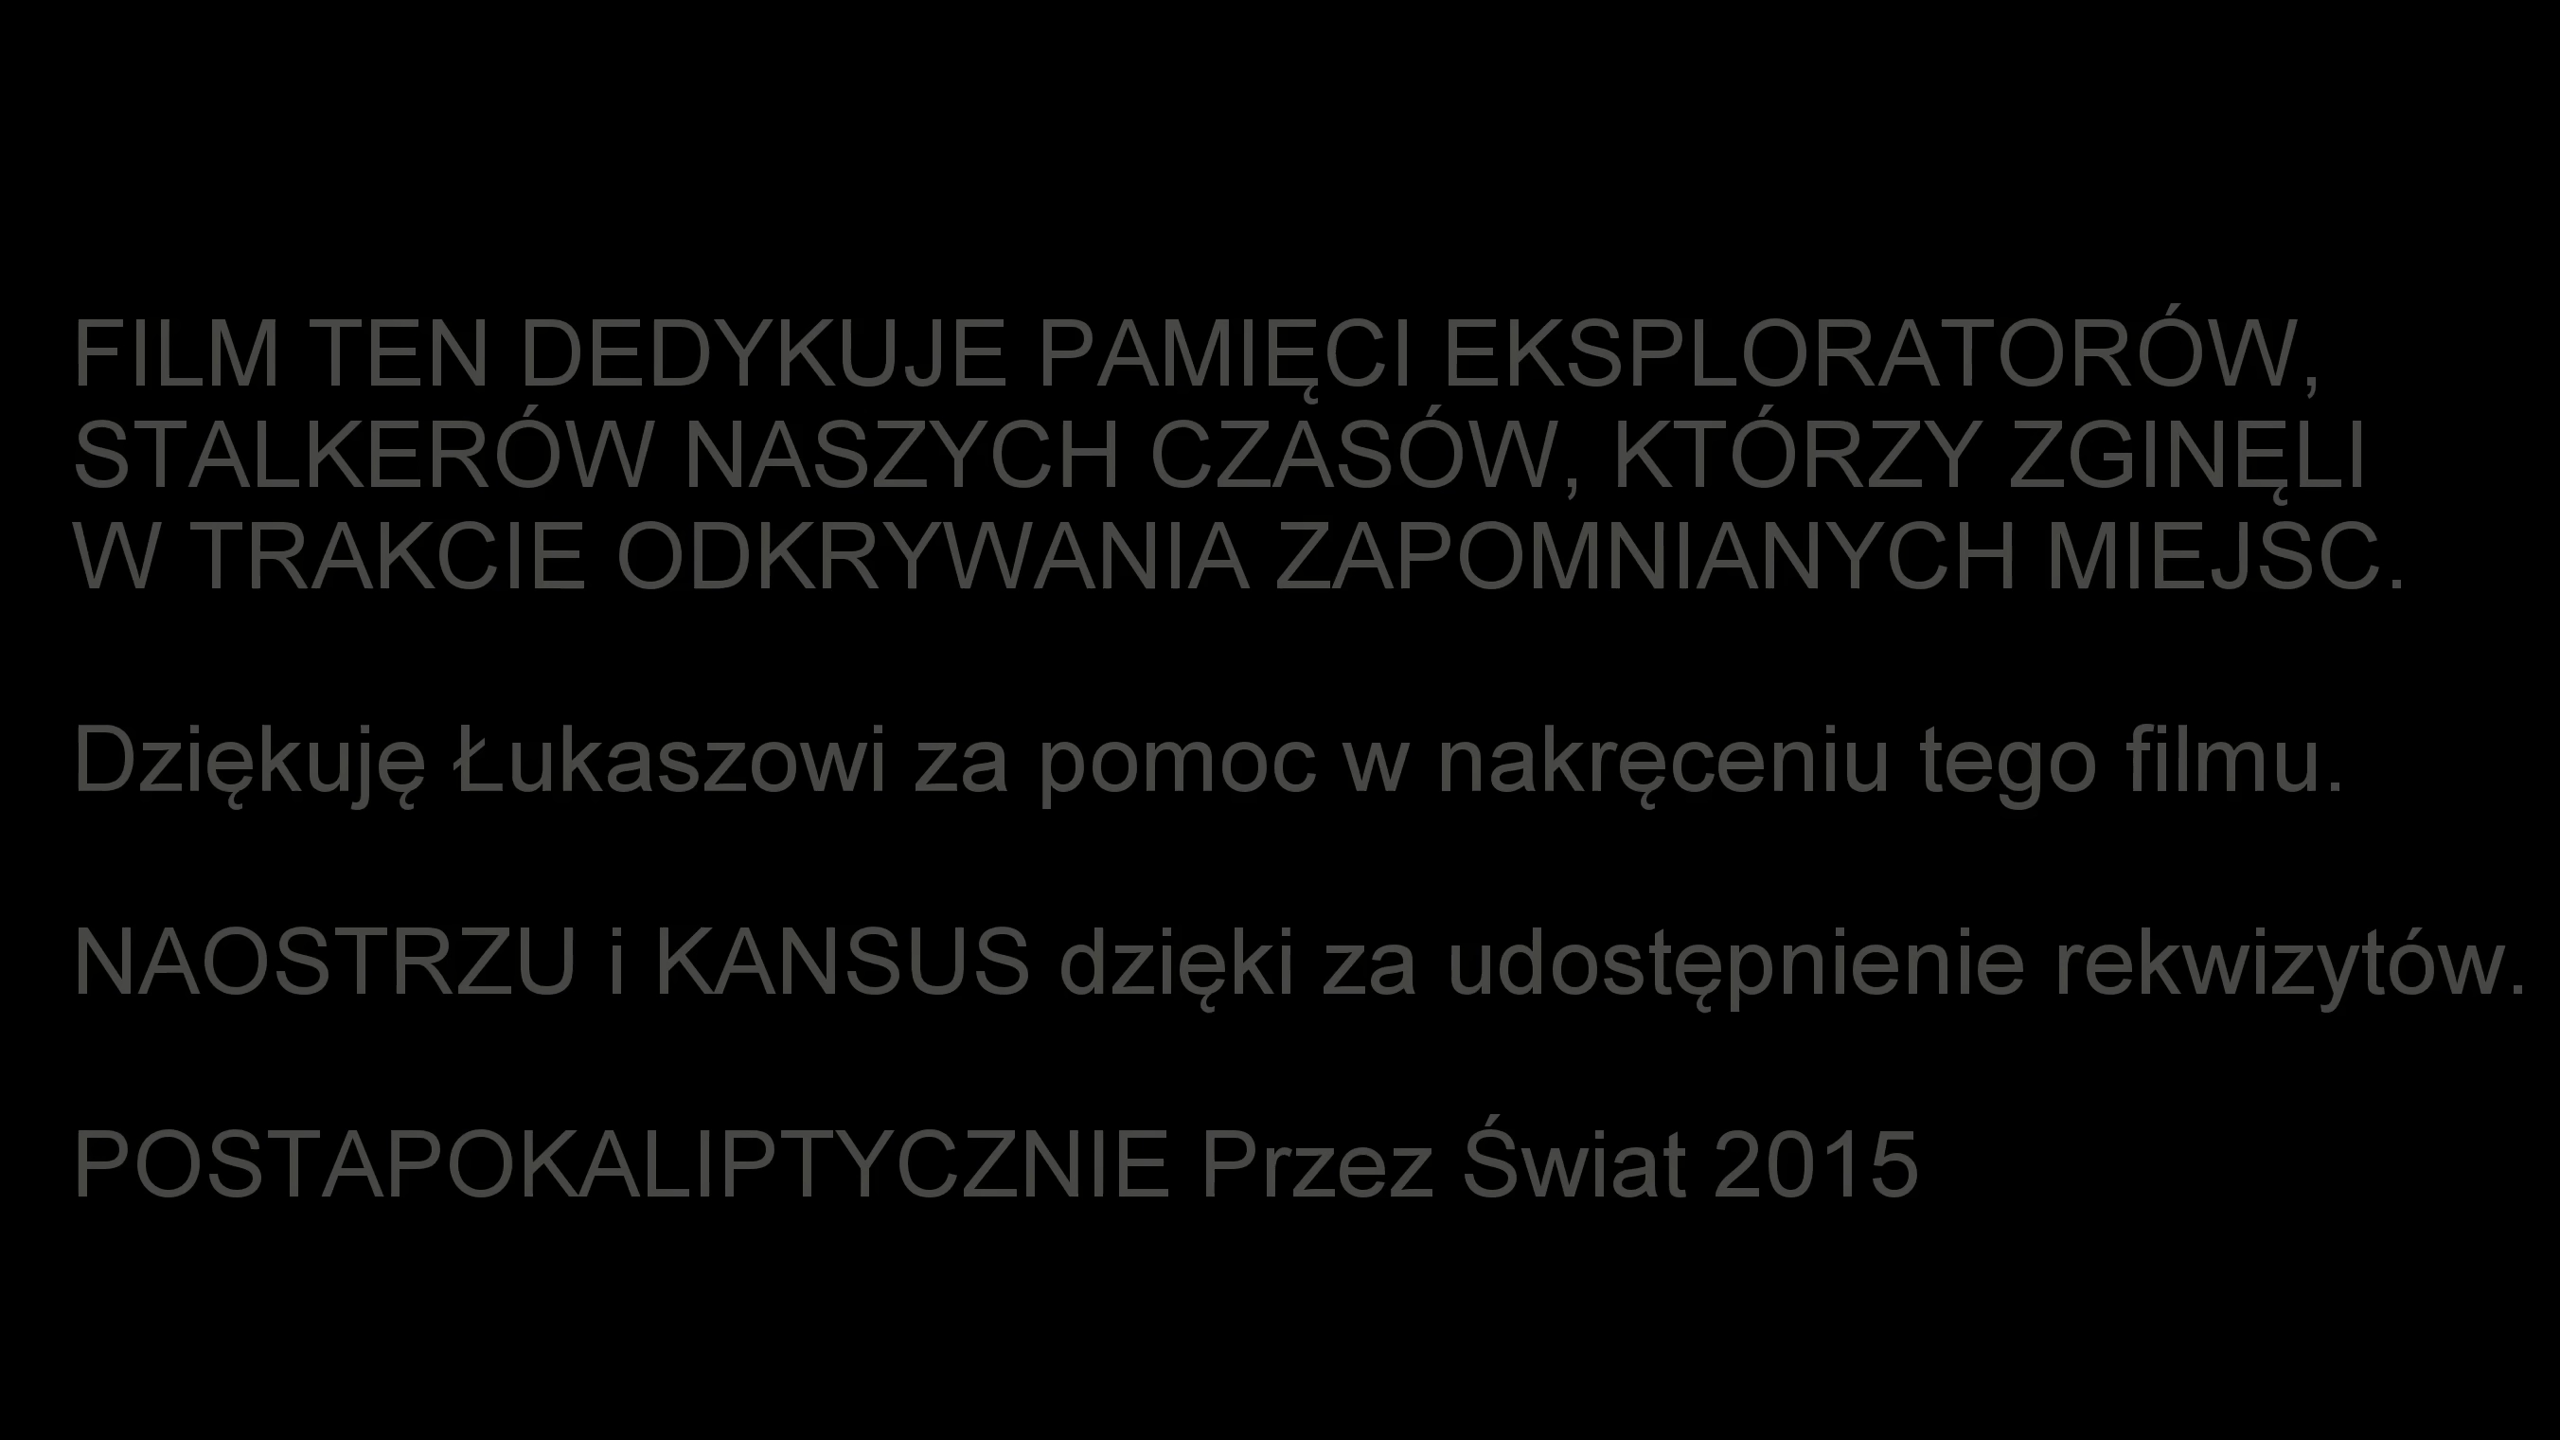 FILM TEN DEDYKUJE PAMIĘCI EKSPLORATORÓW,
STALKERÓW NASZYCH CZASÓW, KTÓRZY ZGINĘLI
W TRAKCIE ODKRYWANIA ZAPOMNIANYCH MIEJSC.
Dziękuję Łukaszowi za pomoc w nakręceniu tego filmu.
NAOSTRZU i KANSUS dzięki za udostępnienie rekwizytów.
POSTAPOKALIPTYCZNIE Przez Świat 2015